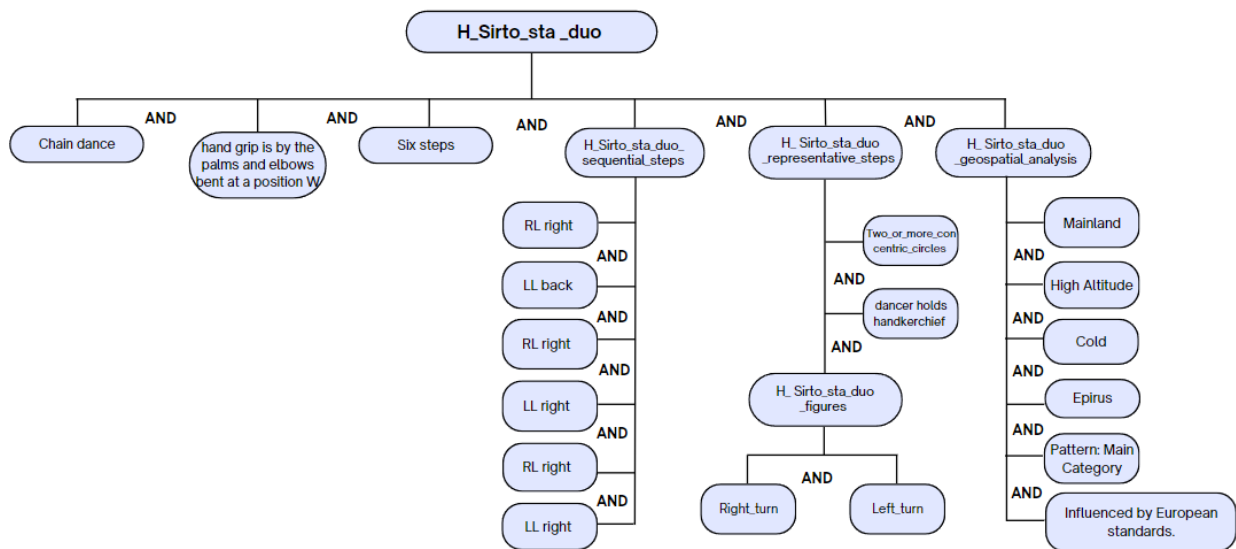 H_Sirto_sta _duo
AND
AND
AND
AND
AND
Chain dance
hand grip is by the
palms and elbows
bent at a position W
Six steps
H_Sirto_sta_duo_
sequential_steps
H_ Sirto_sta_duo
_representative_steps
H_ Sirto_sta_duo
_geospatial_analysis
RL right
AND
LL back
AND
RL right
AND
LL right
AND
RL right
AND
LL right
Two_or_more_con
centric_circles
AND
dancer holds
handkerchief
AND
H_ Sirto_sta_duo
_figures
AND
Right_turn
Left_turn
Mainland
AND
High Altitude
AND
Cold
AND
Epirus
AND
Pattern: Main
Category
AND
Influenced by European
standards.